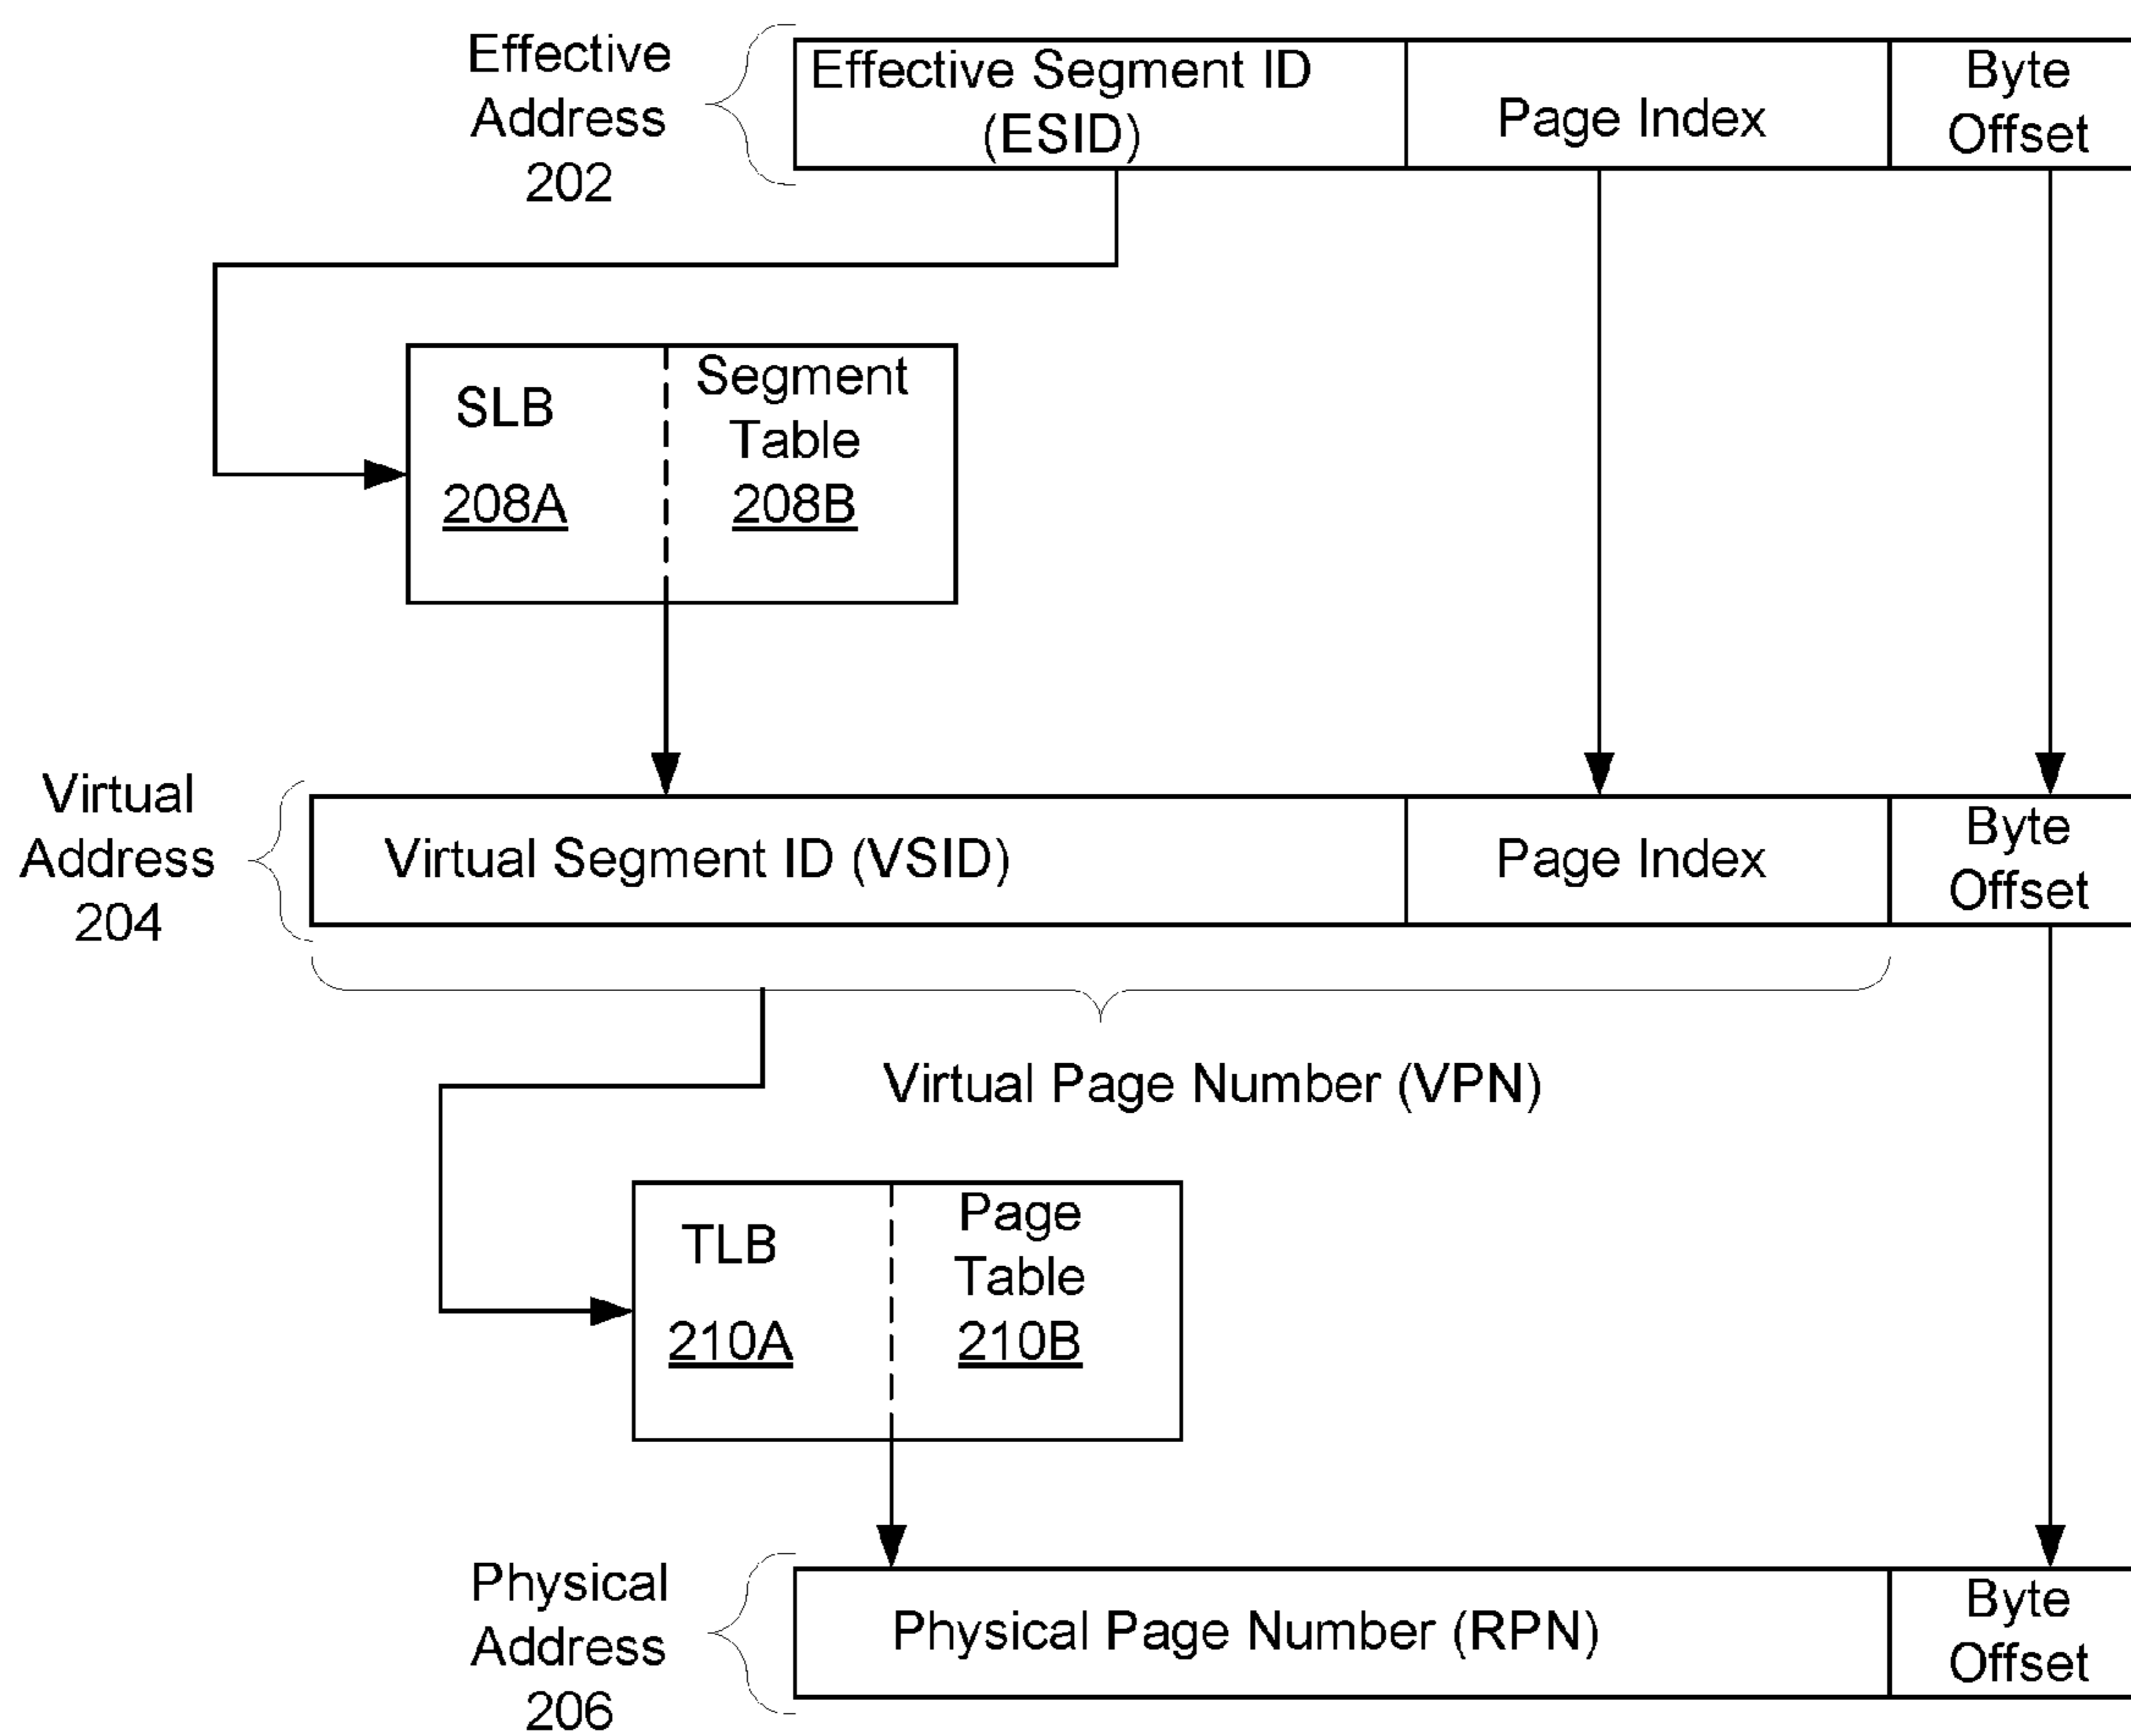 Effective
Address
202
Effective Segment ID
(ESID)
Page Index
Byte
Offset
SLB
208A
Segment
Table
208B
Virtual
Address
204
Virtual Segment ID (VSID)
Page Index
Byte
Offset
Virtual Page Number (VPN)
TLB
210A
Page
Table
210B
Physical
Address
206
Physical Page Number (RPN)
Byte
Offset